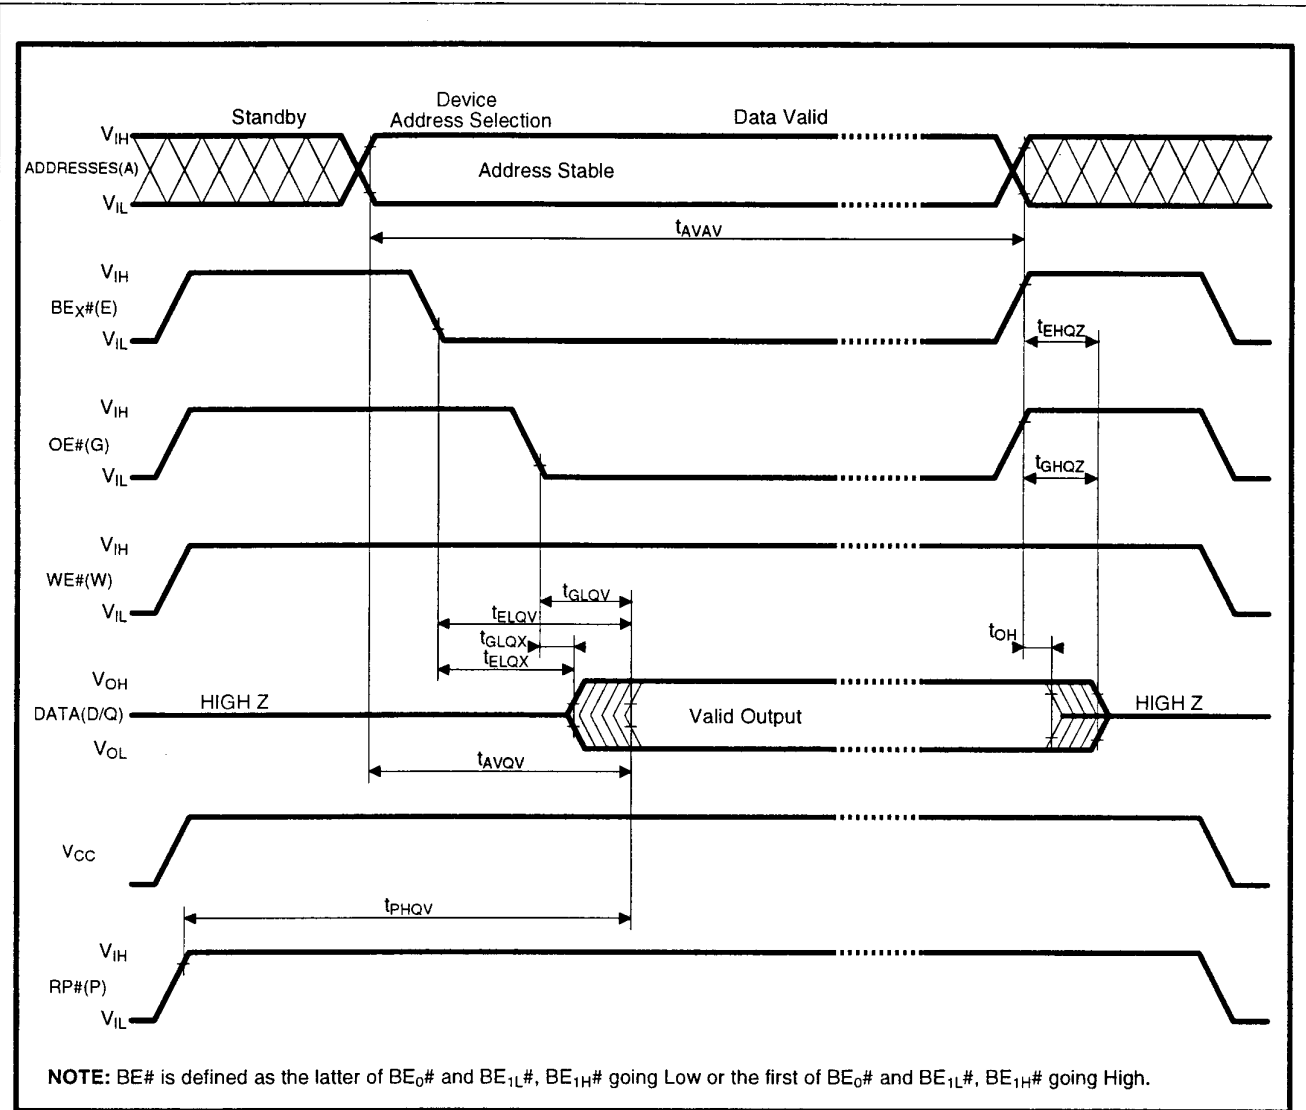 Device
Standby Address Selection Data Valid
VIH
ADDRESSES(A) Address Stable
VIL
tAVAV
VIH
BEX#(E)
VIL
tEHQZ
VIH
OE#(G)
VIL
tGHQZ
VIH
WE#(W)
VIL
tGLQV
tELQV
tGLQX
tOH
tELQX
VOH
DATA(D/Q) HIGH Z Valid Output HIGH Z
VOL
tAVQV
VCC
tPHQV
VIH
RP#(P)
VIL
NOTE: BE# is defined as the latter of BE0# and BE1L#, BE1H# going Low or the first of BE0# and BE1L#, BE1H# going High.